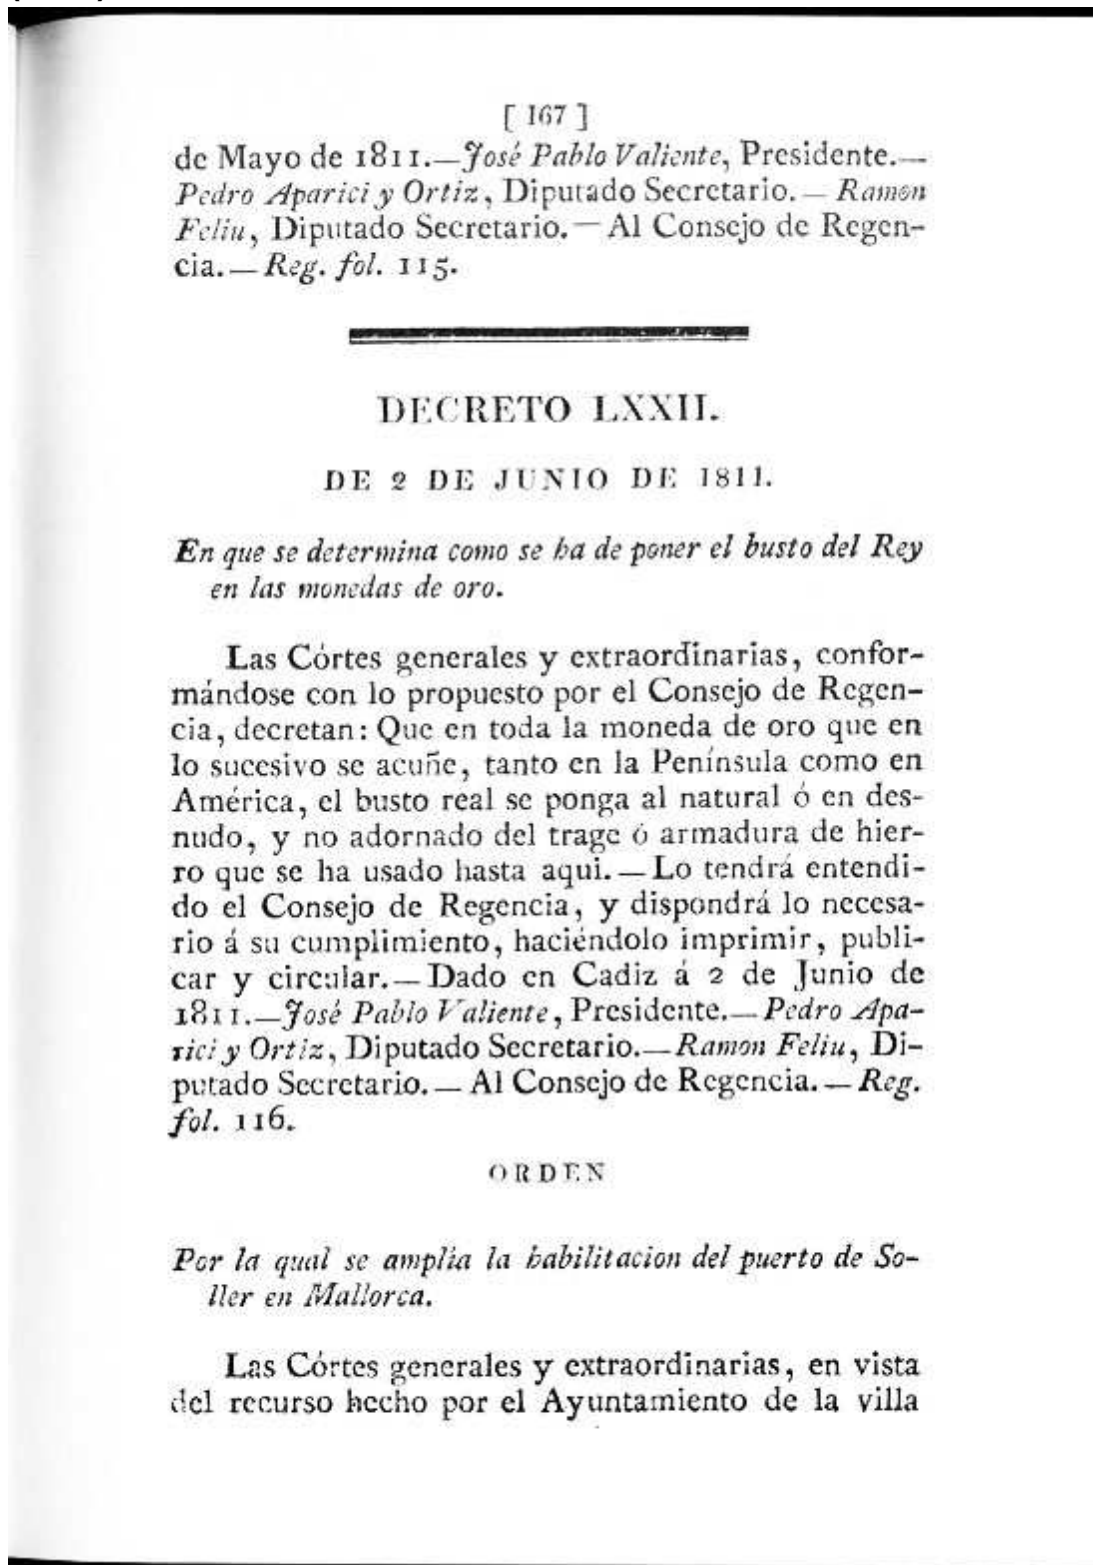 [ 167 ]
de Mayo de 1811.—José Pablo Valiente, Presidente.—
Pedro Aparici y Ortiz, Diputado Secretario.—Ramon
Feliu, Diputado Secretario.—Al Consejo de Regen-
cia.—Reg. fol. 115.
DECRETO LXXII.
DE 2 DE JUNIO DE 1811.
En que se determina como se ha de poner el busto del Rey
en las monedas de oro.
Las Córtes generales y extraordinarias, confor-
mándose con lo propuesto por el Consejo de Regen-
cia, decretan: Que en toda la moneda de oro que en
lo sucesivo se acuñe, tanto en la Península como en
América, el busto real se ponga al natural ó en des-
nudo, y no adornado del trage ó armadura de hier-
ro que se ha usado hasta aqui.—Lo tendrá entendi-
do el Consejo de Regencia, y dispondrá lo necesa-
rio á su cumplimiento, haciéndolo imprimir, publi-
car y circular.—Dado en Cadiz á 2 de Junio de
1811.—José Pablo Valiente, Presidente.—Pedro Apa-
rici y Ortiz, Diputado Secretario.—Ramon Feliu, Di-
putado Secretario.—Al Consejo de Regencia.—Reg.
fol. 116.
ORDEN
Por la qual se amplía la habilitacion del puerto de So-
ller en Mallorca.
Las Córtes generales y extraordinarias, en vista
del recurso hecho por el Ayuntamiento de la villa